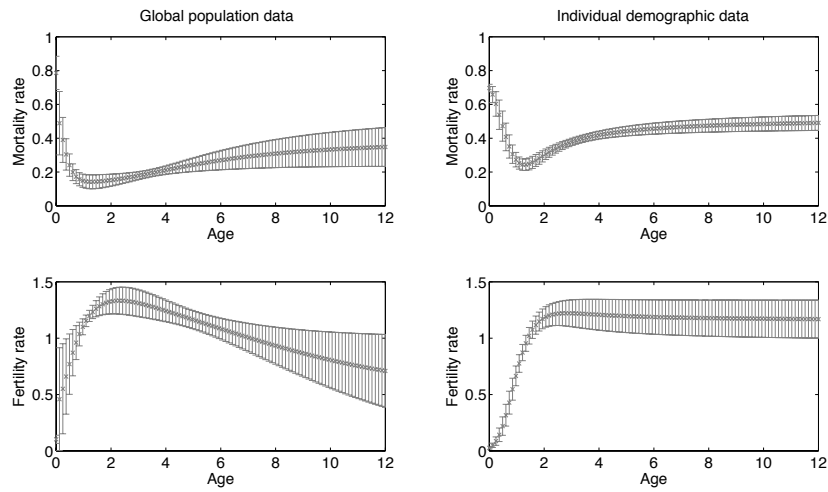 Global population data
Individual demographic data
1
0.8
0.6
0.4
0.2
0
Mortality rate
0 2 4 6 8 10 12
Age
1
0.8
0.6
0.4
0.2
0
Mortality rate
0 2 4 6 8 10 12
Age
1.5
1
0.5
0
Fertility rate
0 2 4 6 8 10 12
Age
1.5
1
0.5
0
Fertility rate
0 2 4 6 8 10 12
Age